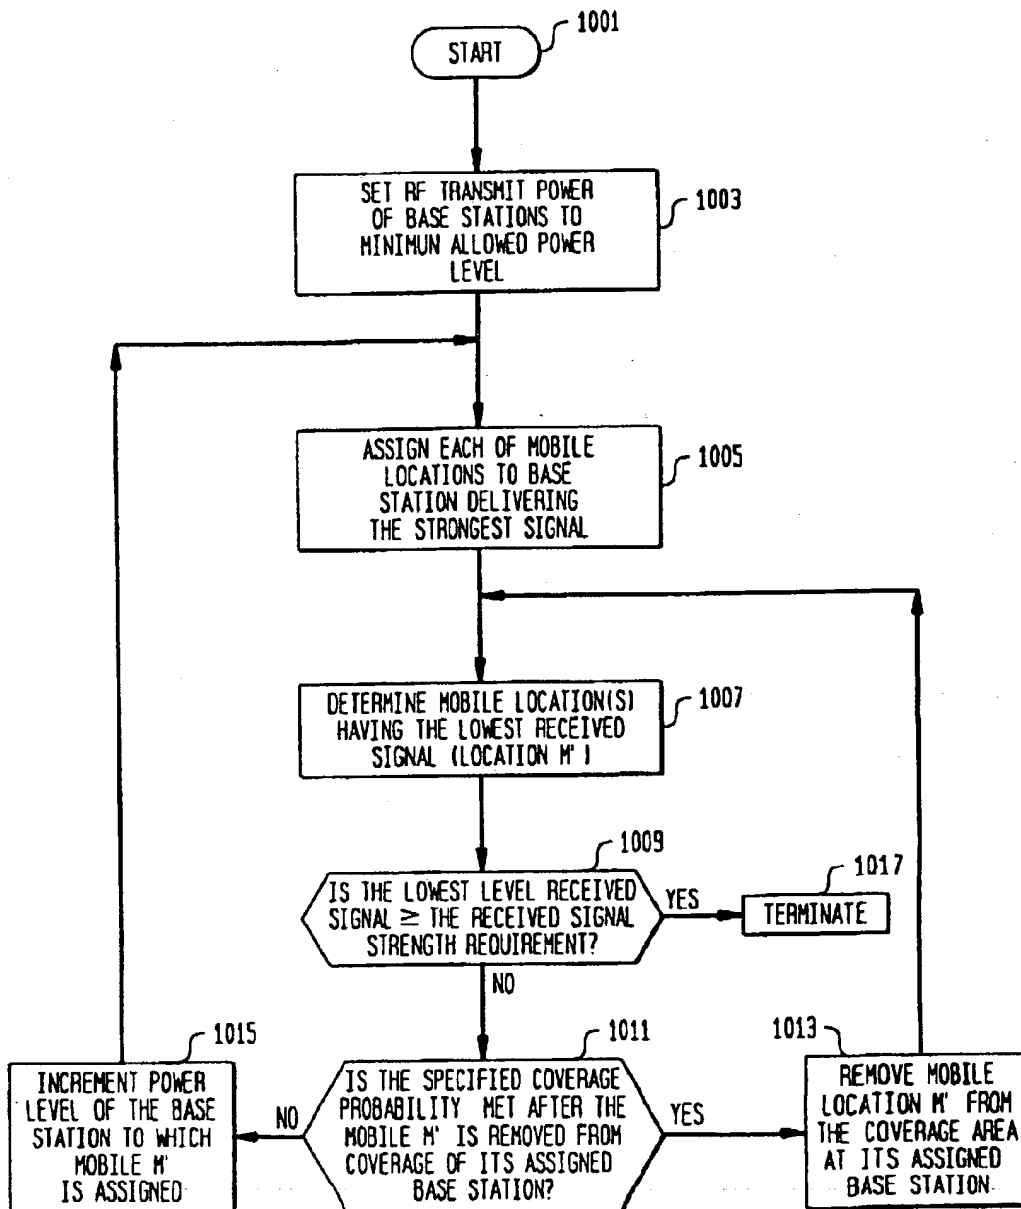 1001
START
SET RF TRANSMIT POWER
OF BASE STATIONS TO
MINIMUN ALLOWED POWER
LEVEL
1003
ASSIGN EACH OF MOBILE
LOCATIONS TO BASE
STATION DELIVERING
THE STRONGEST SIGNAL
1005
DETERMINE MOBILE LOCATION(S)
HAVING THE LOWEST RECEIVED
SIGNAL (LOCATION M')
1007
1009
IS THE LOWEST LEVEL RECEIVED
SIGNAL ≥ THE RECEIVED SIGNAL
STRENGTH REQUIREMENT?
YES
1017
TERMINATE
NO
1011
IS THE SPECIFIED COVERAGE
PROBABILITY MET AFTER THE
MOBILE M' IS REMOVED FROM
COVERAGE OF ITS ASSIGNED
BASE STATION?
NO
1015
INCREMENT POWER
LEVEL OF THE BASE
STATION TO WHICH
MOBILE M'
IS ASSIGNED
YES
1013
REMOVE MOBILE
LOCATION M' FROM
THE COVERAGE AREA
AT ITS ASSIGNED
BASE STATION